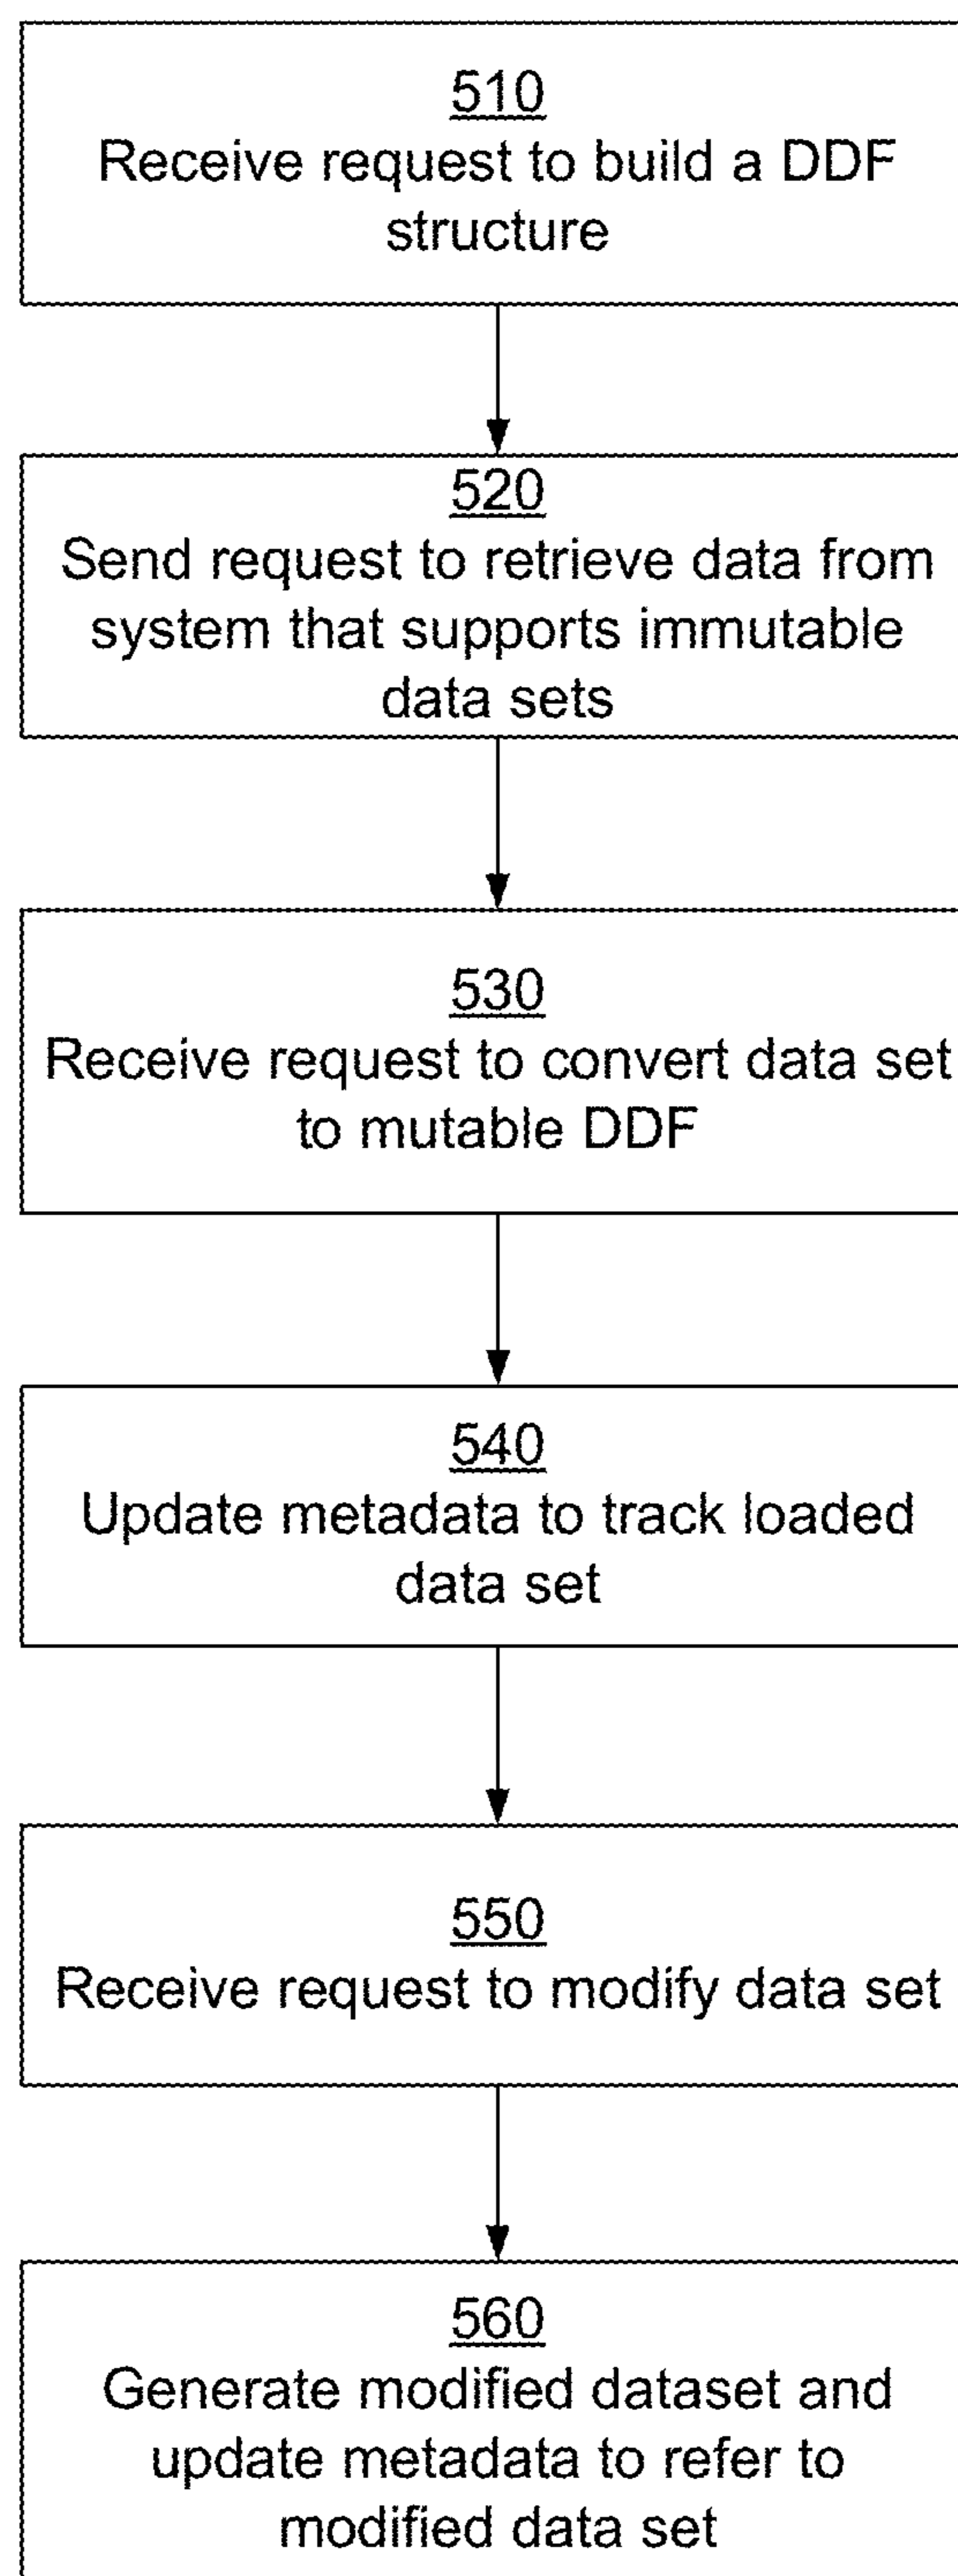 510
Receive request to build a DDF
structure
520
Send request to retrieve data from
system that supports immutable
data sets
530
Receive request to convert data set
to mutable DDF
540
Update metadata to track loaded
data set
550
Receive request to modify data set
560
Generate modified dataset and
update metadata to refer to
modified data set